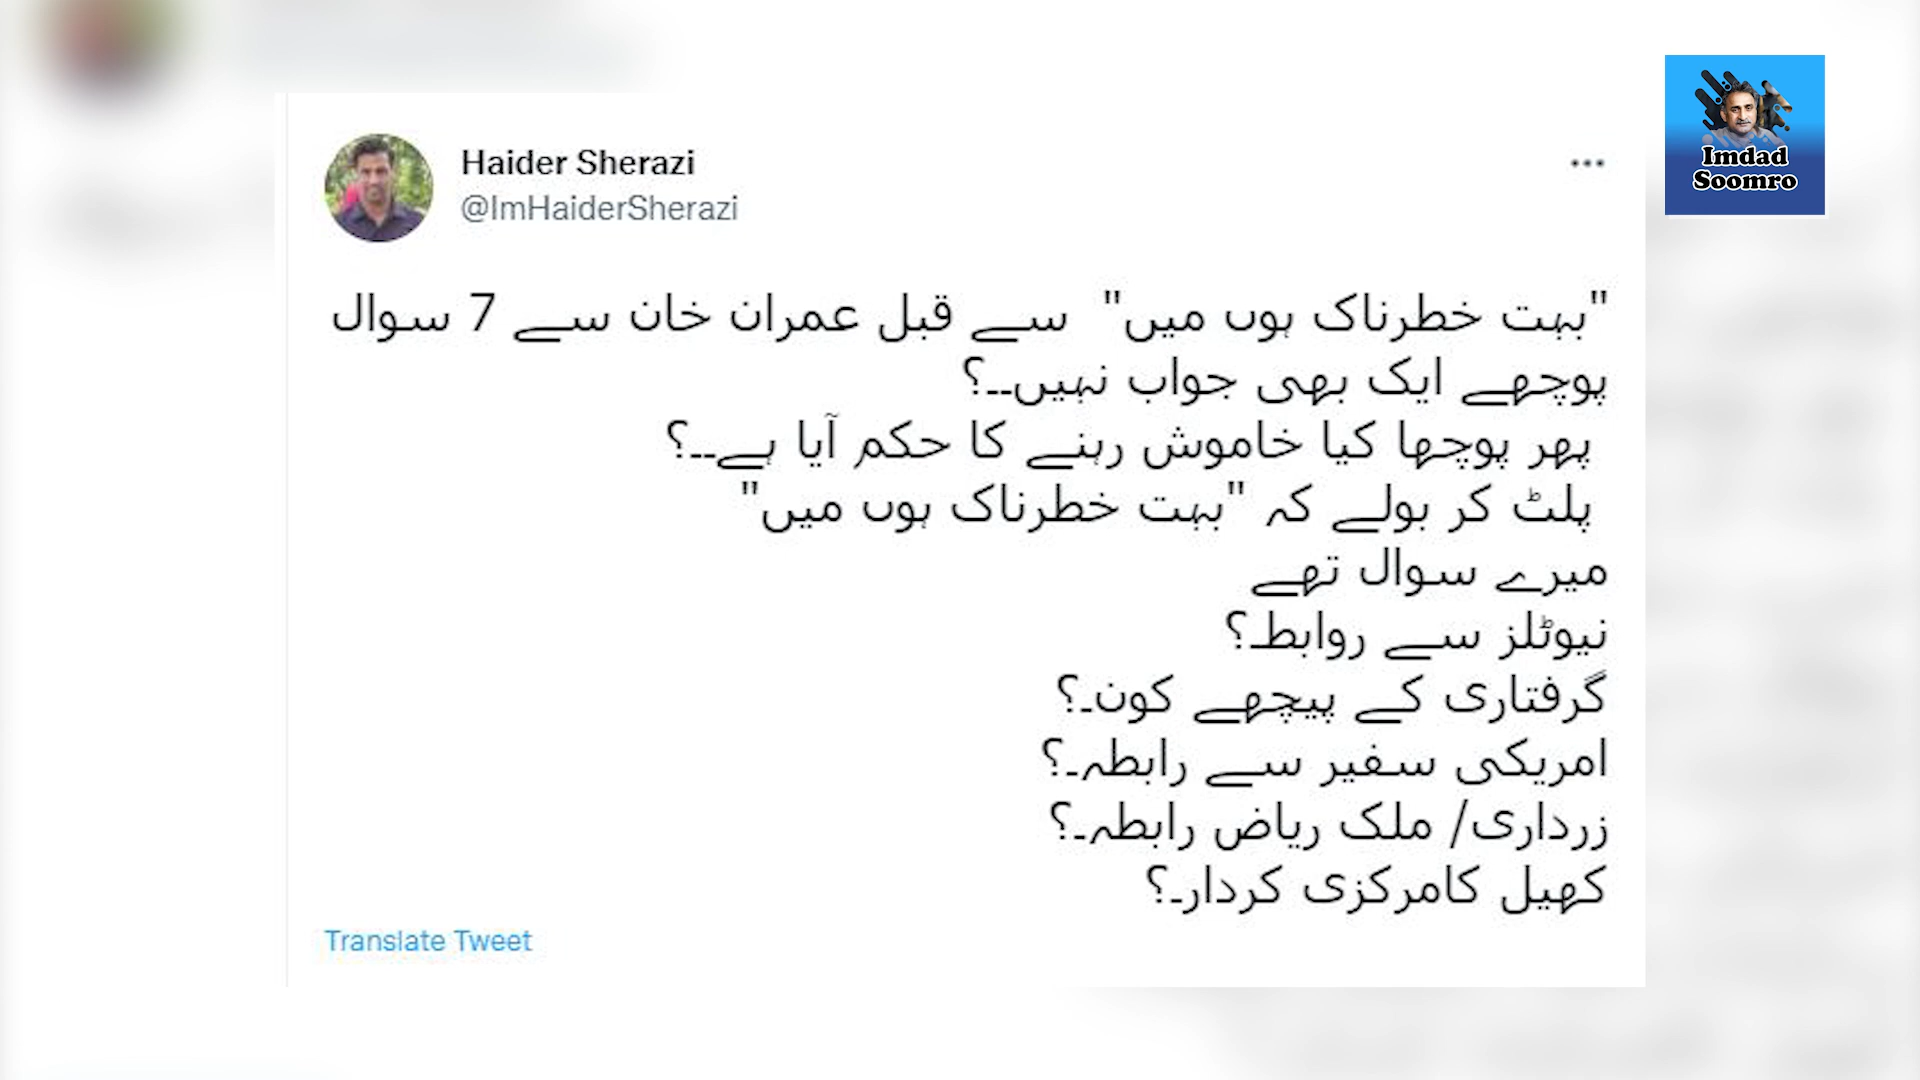 Haider Sherazi
@ImHaiderSherazi
"بہت خطرناک ہوں میں" سے قبل عمران خان سے 7 سوال
پوچھے ایک بھی جواب نہیں۔۔؟
پھر پوچھا کیا خاموش رہنے کا حکم آیا ہے۔۔؟
پلٹ کر بولے کہ "بہت خطرناک ہوں میں"
میرے سوال تھے
نیوٹلز سے روابط۔؟
گرفتاری کے پیچھے کون۔؟
امریکی سفیر سے رابطہ۔؟
زرداری/ ملک ریاض رابطہ۔؟
کھیل کامرکزی کردار۔؟
Translate Tweet
Imdad
Soomro